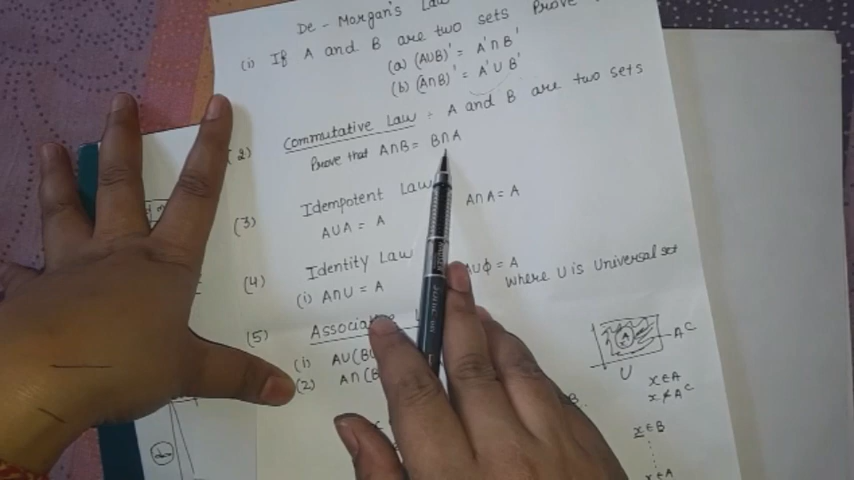 De-Morgan's Law
(i) If A and B are two sets Prove
(a) (A∪B)' = A'∩B'
(b) (A∩B)' = A'∪B'
(2) Commutative Law :- A and B are two sets
Prove that A∩B = B∩A
(3) Idempotent Law
A∪A = A A∩A = A
(4) Identity Law
(i) A∩U = A A∪ϕ = A where U is Universal set
(5) Associative
(i) A∪(B
(2) A∩(B
A^C
U
x∈A
x∉A^C
B.
x∈B
x∈A